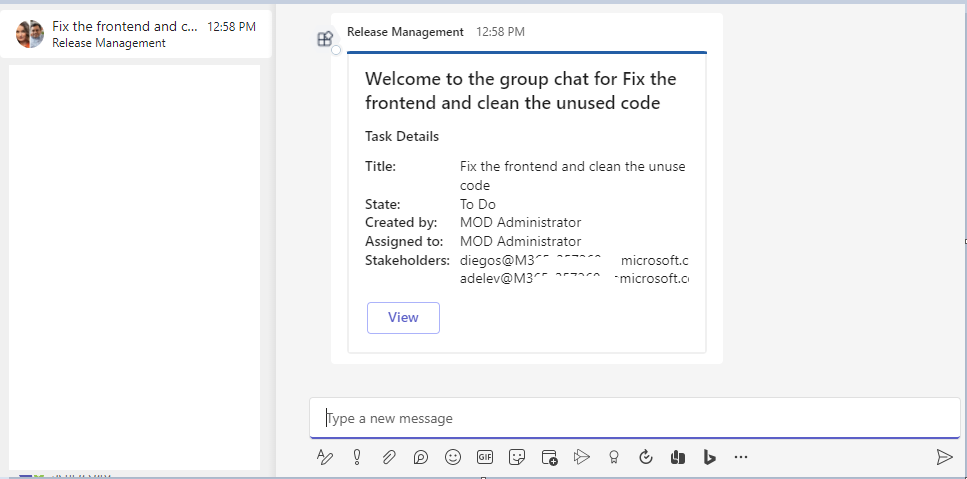 Fix the frontend and c... 12:58 PM
Release Management
Release Management 12:58 PM
Welcome to the group chat for Fix the
frontend and clean the unused code
Task Details
Title: Fix the frontend and clean the unuse
code
State: To Do
Created by: MOD Administrator
Assigned to: MOD Administrator
Stakeholders: diegos@M microsoft.c
adelev@M microsoft.c
View
Type a new message
GIF